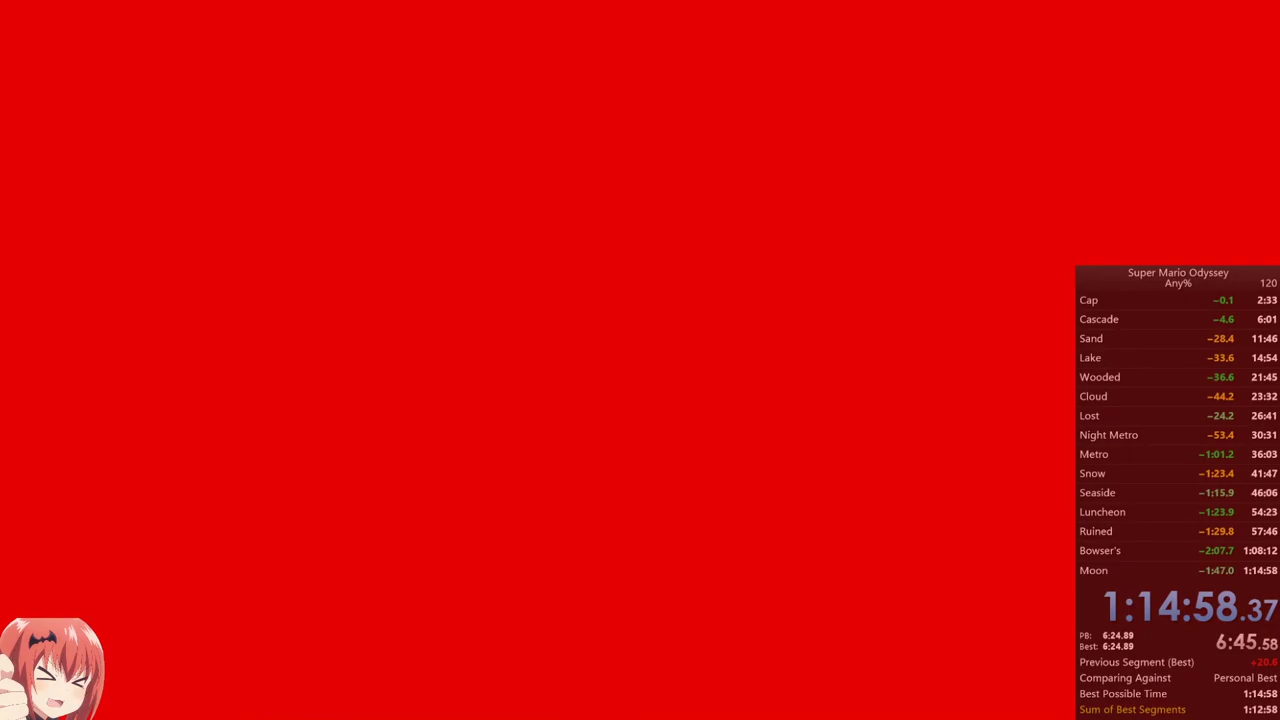 Super Mario Odyssey
Any% 120
Cap −0.1 2:33
Cascade −4.6 6:01
Sand −28.4 11:46
Lake −33.6 14:54
Wooded −36.6 21:45
Cloud −44.2 23:32
Lost −24.2 26:41
Night Metro −53.4 30:31
Metro −1:01.2 36:03
Snow −1:23.4 41:47
Seaside −1:15.9 46:06
Luncheon −1:23.9 54:23
Ruined −1:29.8 57:46
Bowser's −2:07.7 1:08:12
Moon −1:47.0 1:14:58
1:14:58.37
PB: 6:24.89
Best: 6:24.89 6:45.58
Previous Segment (Best) +20.6
Comparing Against Personal Best
Best Possible Time 1:14:58
Sum of Best Segments 1:12:58